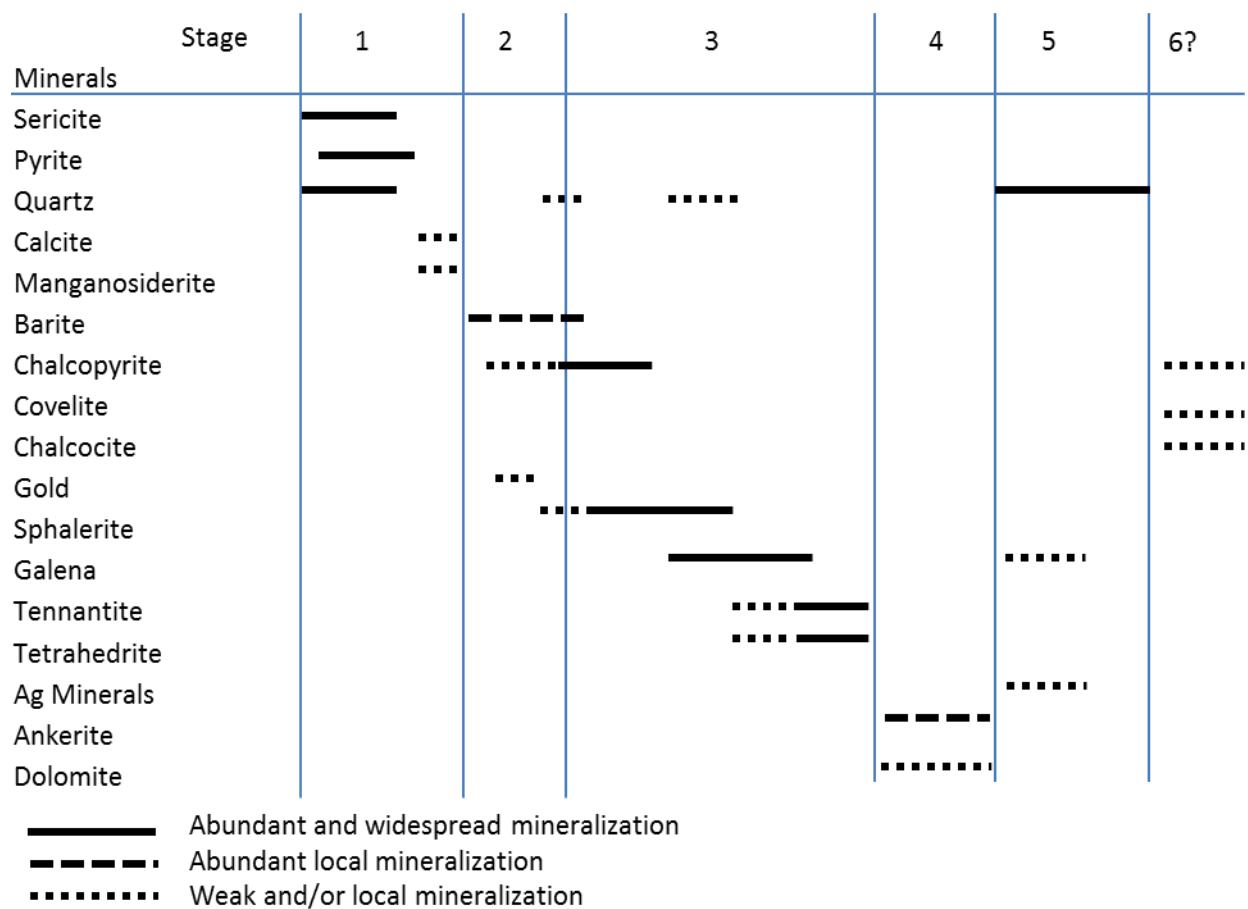 Stage 1 2 3 4 5 6?
Minerals
Sericite
Pyrite
Quartz
Calcite
Manganosiderite
Barite
Chalcopyrite
Covelite
Chalcocite
Gold
Sphalerite
Galena
Tennantite
Tetrahedrite
Ag Minerals
Ankerite
Dolomite
Abundant and widespread mineralization
Abundant local mineralization
Weak and/or local mineralization